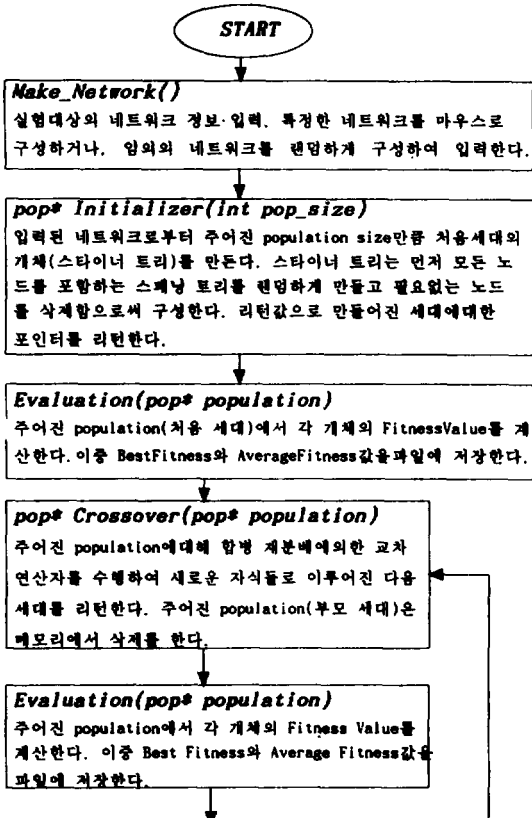 START
Make_Network()
실험대상의 네트워크 정보·입력. 특정한 네트워크를 마우스로
구성하거나, 임의의 네트워크를 랜덤하게 구성하여 입력한다.
pop* Initializer(int pop_size)
입력된 네트워크로부터 주어진 population size만큼 처음세대의
개체(스타이너 트리)를 만든다. 스타이너 트리는 먼저 모든 노
드를 포함하는 스패닝 트리를 랜덤하게 만들고 필요없는 노드
를 삭제함으로써 구성한다. 리턴값으로 만들어진 세대에대한
포인터를 리턴한다.
Evaluation(pop* population)
주어진 population(처음 세대)에서 각 개체의 FitnessValue를 계
산한다. 이중 BestFitness와 AverageFitness값을파일에 저장한다.
pop* Crossover(pop* population)
주어진 population에대해 합병 재분배에의한 교차
연산자를 수행하여 새로운 자식들로 이루어진 다음
세대를 리턴한다. 주어진 population(부모 세대)은
메모리에서 삭제를 한다.
Evaluation(pop* population)
주어진 population에서 각 개체의 Fitness Value를
계산한다. 이중 Best Fitness와 Average Fitness값을
파일에 저장한다.